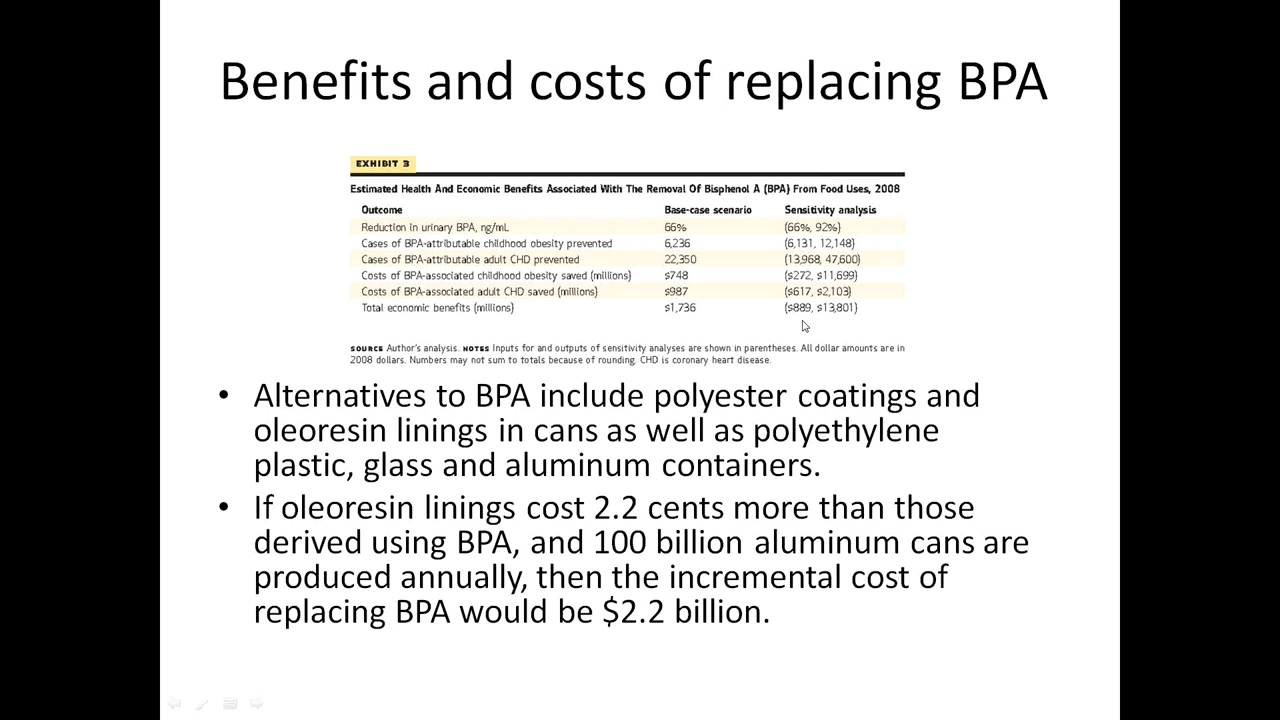 Benefits and costs of replacing BPA
EXHIBIT 3
Estimated Health And Economic Benefits Associated With The Removal Of Bisphenol A (BPA) From Food Uses, 2008
Outcome Base-case scenario Sensitivity analysis
Reduction in urinary BPA, ng/mL 66% (66%, 92%)
Cases of BPA-attributable childhood obesity prevented 6,236 (6,131, 12,148)
Cases of BPA-attributable adult CHD prevented 22,350 (13,968, 47,600)
Costs of BPA-associated childhood obesity saved (millions) $748 ($272, $11,699)
Costs of BPA-associated adult CHD saved (millions) $987 ($617, $2,103)
Total economic benefits (millions) $1,736 ($889, $13,801)
SOURCE Author's analysis. NOTES Inputs for and outputs of sensitivity analyses are shown in parentheses. All dollar amounts are in
2008 dollars. Numbers may not sum to totals because of rounding. CHD is coronary heart disease.
• Alternatives to BPA include polyester coatings and
oleoresin linings in cans as well as polyethylene
plastic, glass and aluminum containers.
• If oleoresin linings cost 2.2 cents more than those
derived using BPA, and 100 billion aluminum cans are
produced annually, then the incremental cost of
replacing BPA would be $2.2 billion.